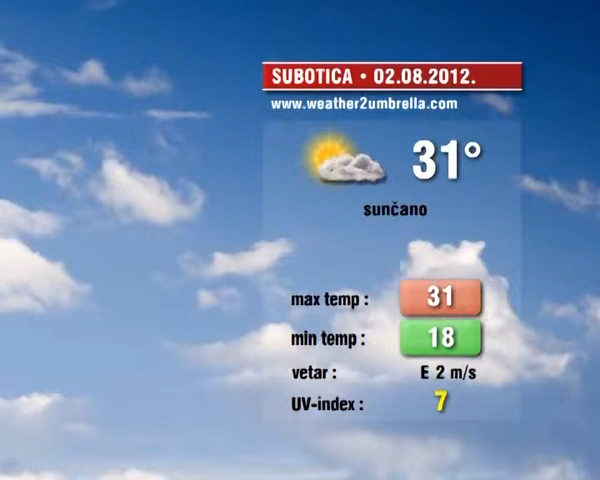 SUBOTICA • 02.08.2012.
www.weather2umbrella.com
31°
sunčano
max temp : 31
min temp : 18
vetar : E 2 m/s
UV-index : 7